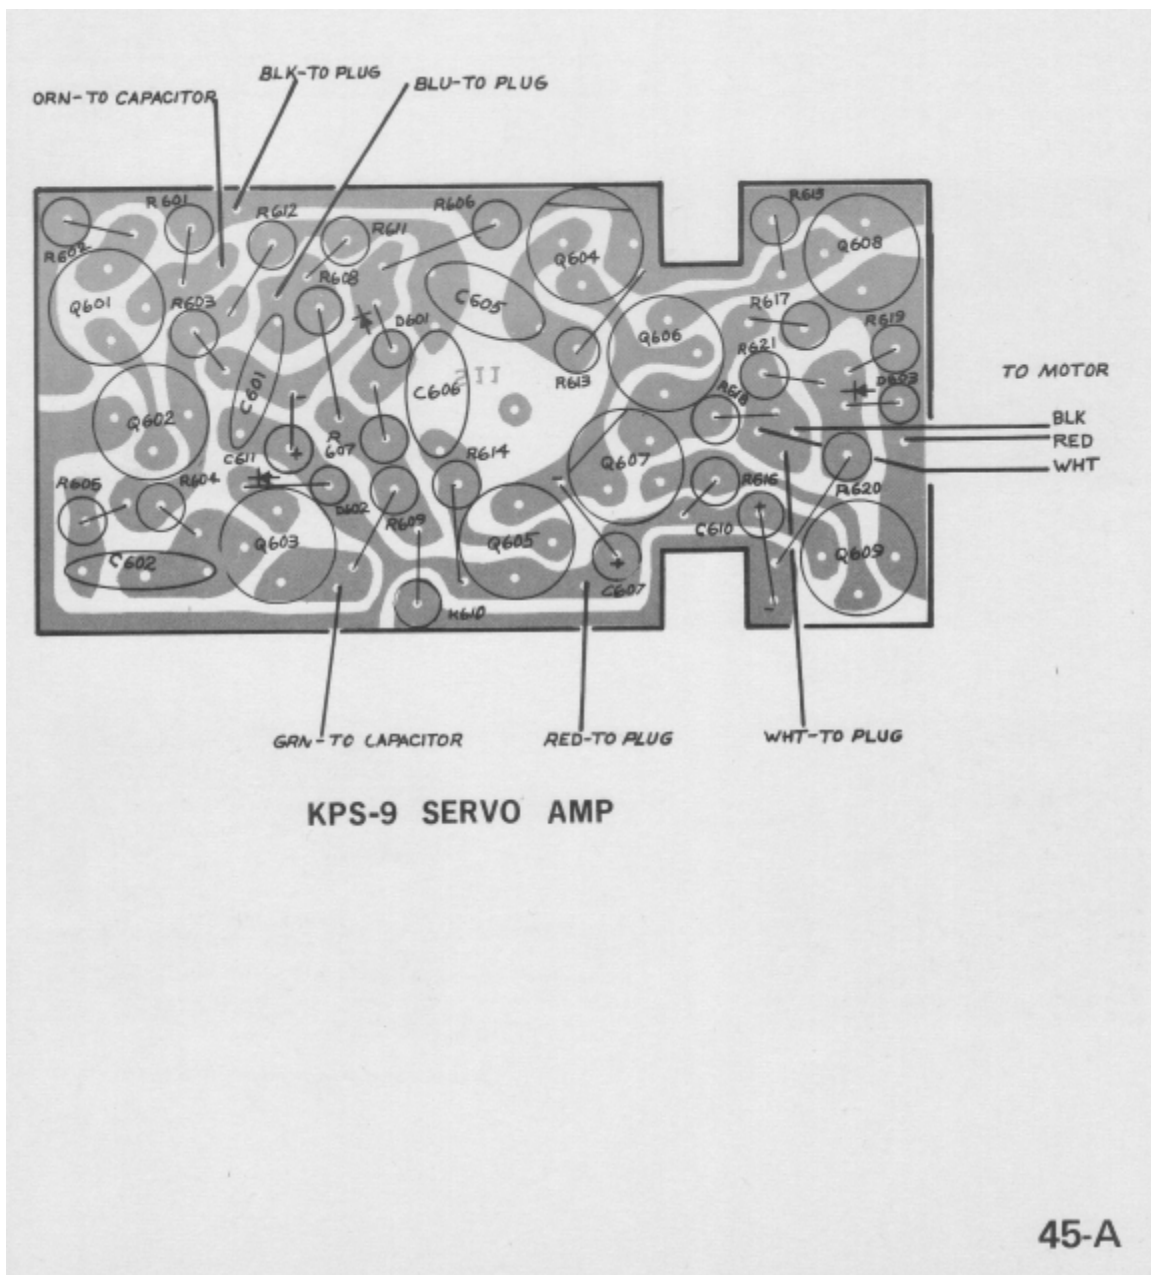 BLK-TO PLUG
BLU-TO PLUG
ORN-TO CAPACITOR
R601
R612
R606
R615
R602
R611
Q604
Q608
Q601
R608
R603
C605
R617
D601
Q606
R619
R621
C601
C606
S11
R613
TO MOTOR
D603
R618
Q602
BLK
R
607
RED
C611
+
R614
Q607
WHT
R604
R605
D602
R616
R620
R609
C610
+
Q603
Q605
C602
Q609
+
C607
R610
GRN-TO CAPACITOR
RED-TO PLUG
WHT-TO PLUG
KPS-9 SERVO AMP
45-A